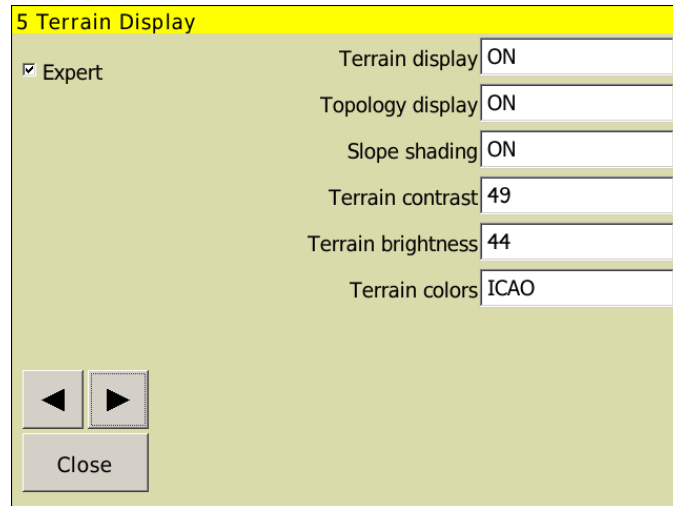 5 Terrain Display
Expert
Terrain display ON
Topology display ON
Slope shading ON
Terrain contrast 49
Terrain brightness 44
Terrain colors ICAO
Close